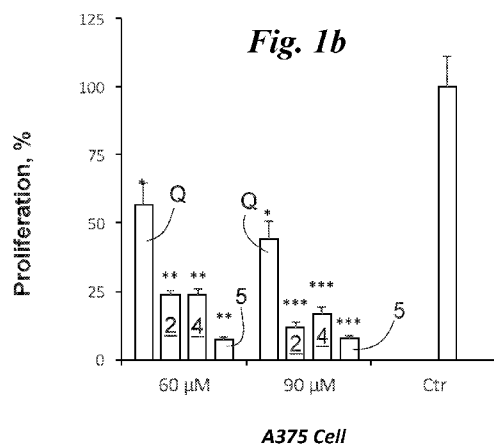 Fig. 1b
Proliferation, %
125
100
75
50
25
0
*
Q
**
2
**
4
**
5
*
Q
***
2
***
4
***
5
60 µM
90 µM
Ctr
A375 Cell